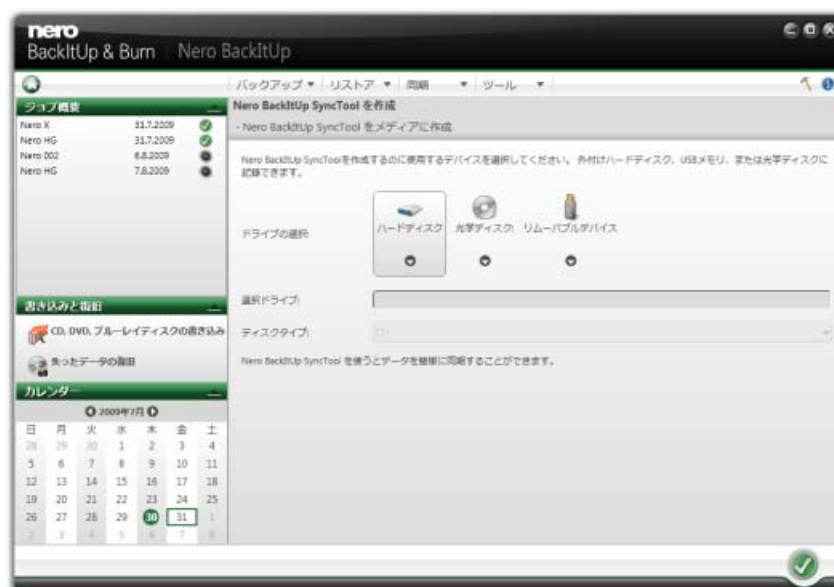 nero
BackItUp & Burn Nero BackItUp
バックアップ リストア 同期 ツール
ジョブ概要
Nero X 31.7.2009
Nero HG 31.7.2009
Nero 002 6.8.2009
Nero HG 7.8.2009
Nero BackItUp SyncTool を作成
- Nero BackItUp SyncTool をメディアに作成
Nero BackItUp SyncToolを作成するのに使用するデバイスを選択してください。 外付けハードディスク、USBメモリ、または光学ディスクに
記録できます。
ドライブの選択:
ハードディスク 光学ディスク: リムーバブルデバイス
選択ドライブ:
ディスクタイプ: CD
Nero BackItUp SyncTool を使うとデータを簡単に同期することができます。
書き込みと復旧
CD, DVD, ブルーレイディスクの書き込み
失ったデータの復旧
カレンダー
2009年7月
日 月 火 水 木 金 土
28 29 30 1 2 3 4
5 6 7 8 9 10 11
12 13 14 15 16 17 18
19 20 21 22 23 24 25
26 27 28 29 30 31 1
2 3 4 5 6 7 8